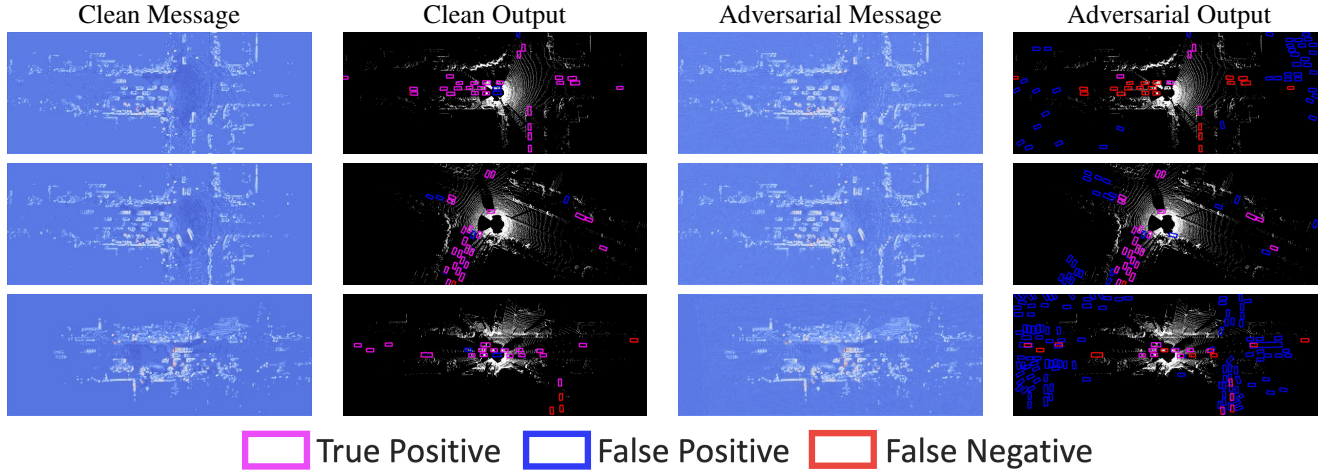 Clean Message Clean Output Adversarial Message Adversarial Output
True Positive False Positive False Negative